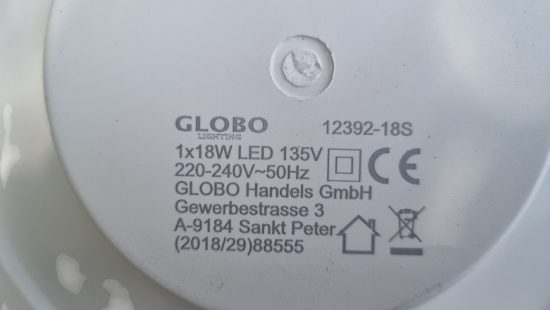 GLOBO 12392-18S
LIGHTING
1x18W LED 135V
220-240V~50Hz
GLOBO Handels GmbH
Gewerbestrasse 3
A-9184 Sankt Peter
(2018/29)88555
CE